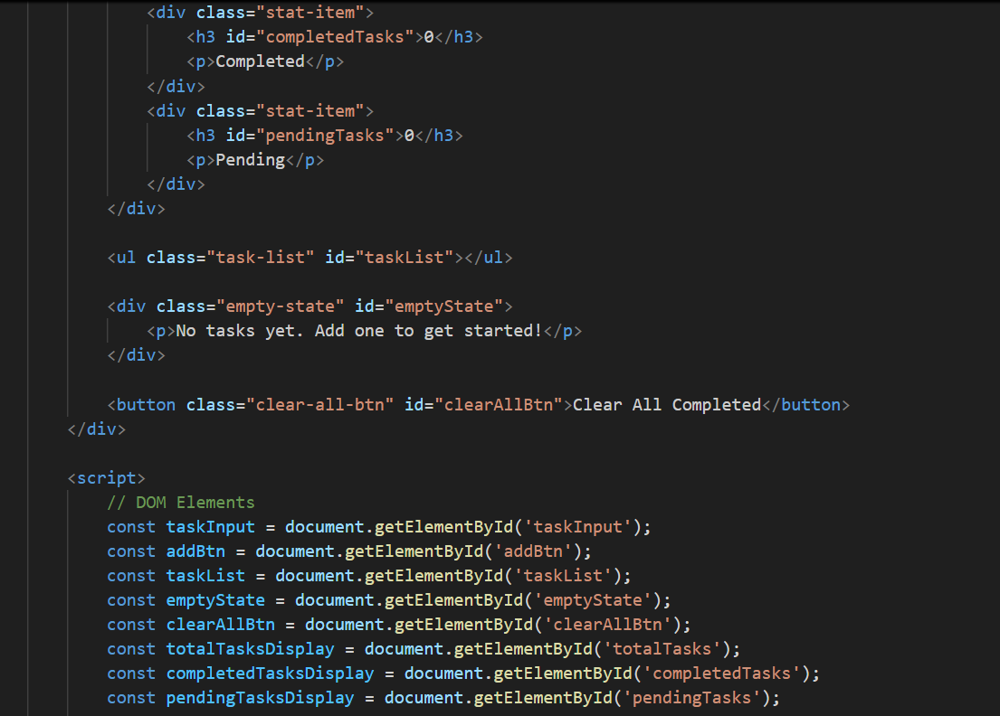 <div class="stat-item">
<h3 id="completedTasks">0</h3>
<p>Completed</p>
</div>
<div class="stat-item">
<h3 id="pendingTasks">0</h3>
<p>Pending</p>
</div>
</div>
<ul class="task-list" id="taskList"></ul>
<div class="empty-state" id="emptyState">
<p>No tasks yet. Add one to get started!</p>
</div>
<button class="clear-all-btn" id="clearAllBtn">Clear All Completed</button>
</div>
<script>
// DOM Elements
const taskInput = document.getElementById('taskInput');
const addBtn = document.getElementById('addBtn');
const taskList = document.getElementById('taskList');
const emptyState = document.getElementById('emptyState');
const clearAllBtn = document.getElementById('clearAllBtn');
const totalTasksDisplay = document.getElementById('totalTasks');
const completedTasksDisplay = document.getElementById('completedTasks');
const pendingTasksDisplay = document.getElementById('pendingTasks');